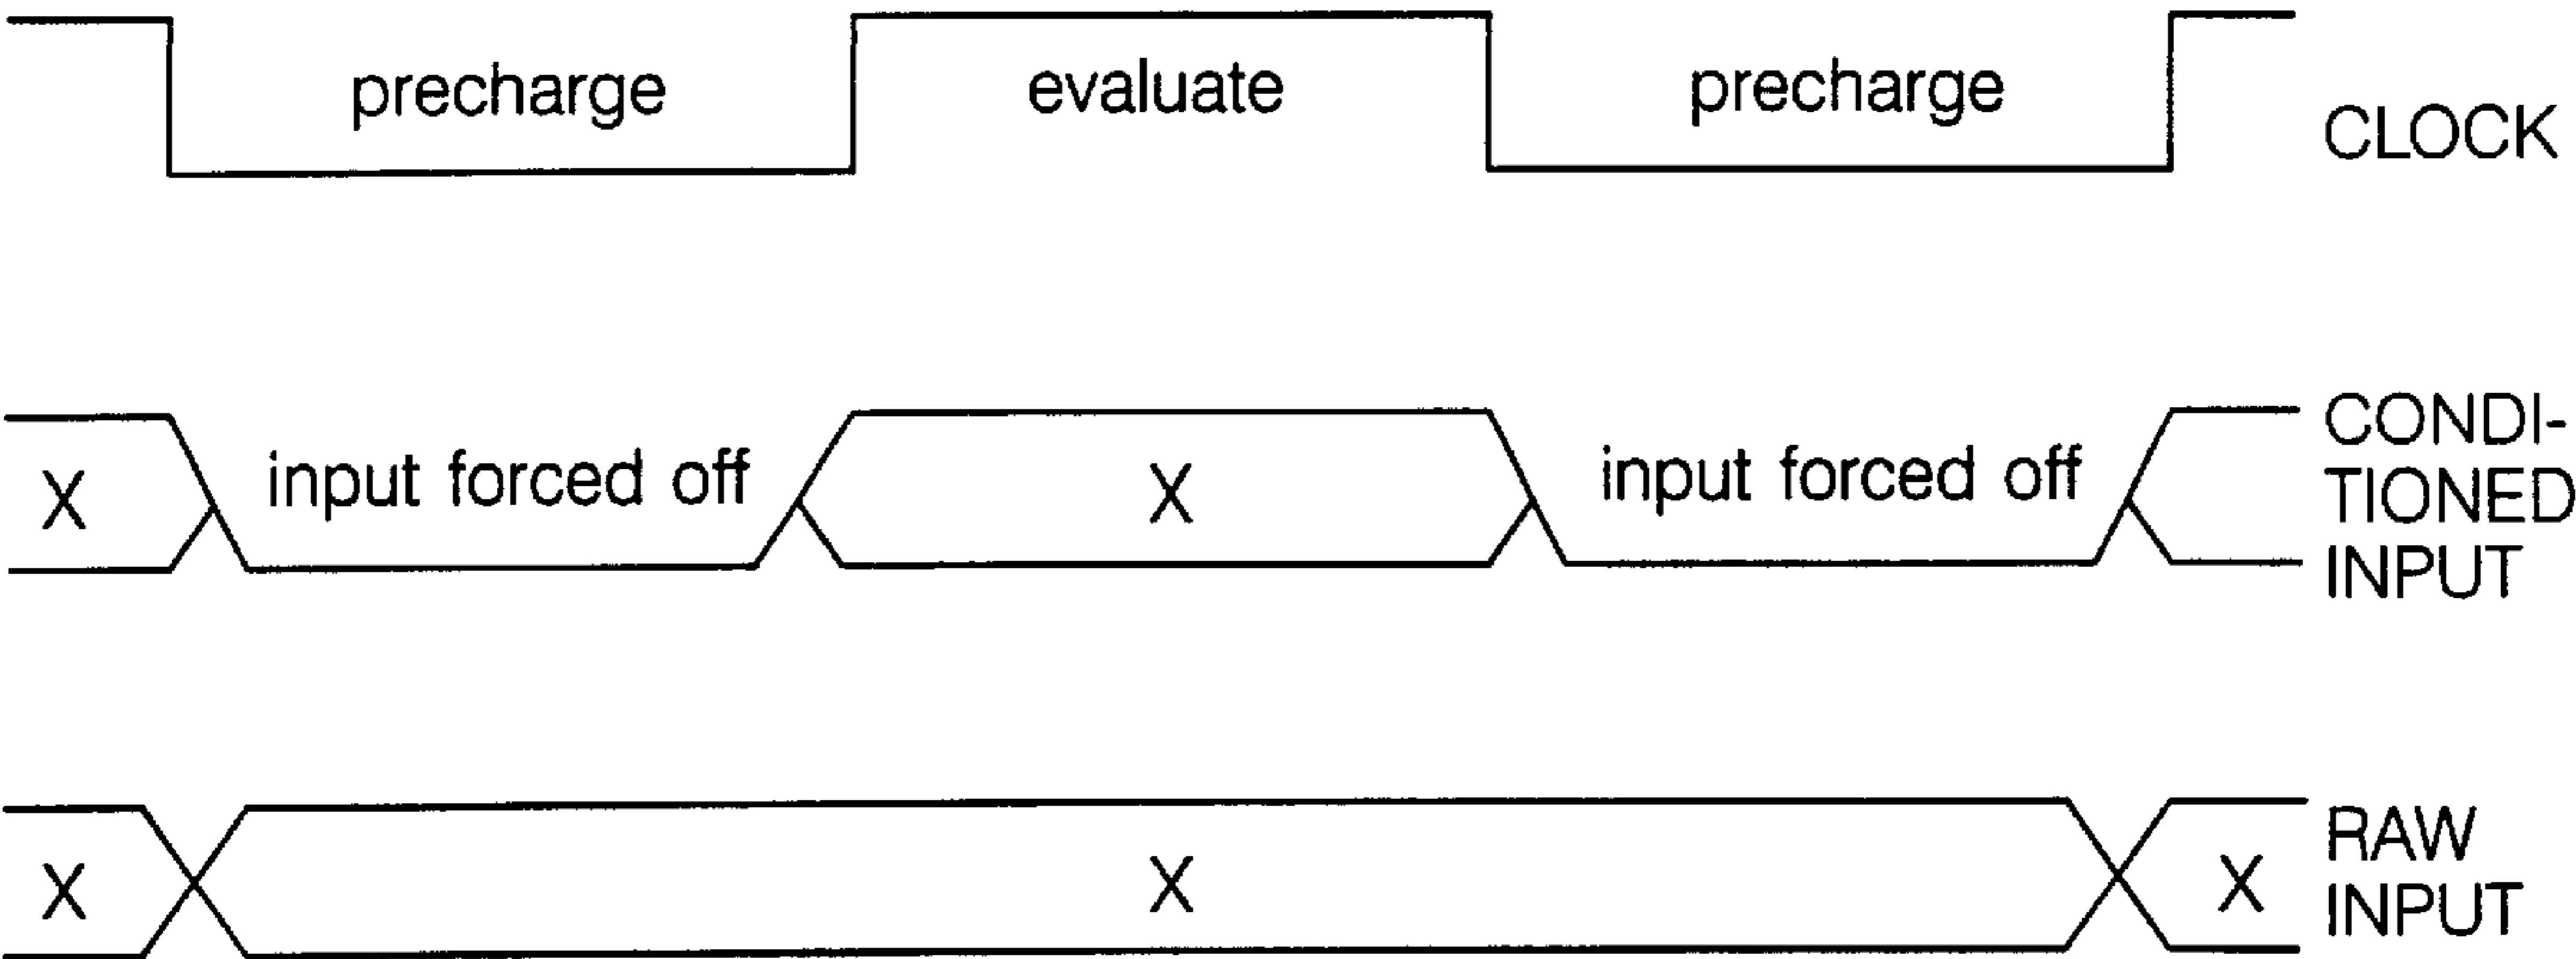 precharge
evaluate
precharge
CLOCK
X
input forced off
X
input forced off
CONDI-
TIONED
INPUT
X
X
X
RAW
INPUT